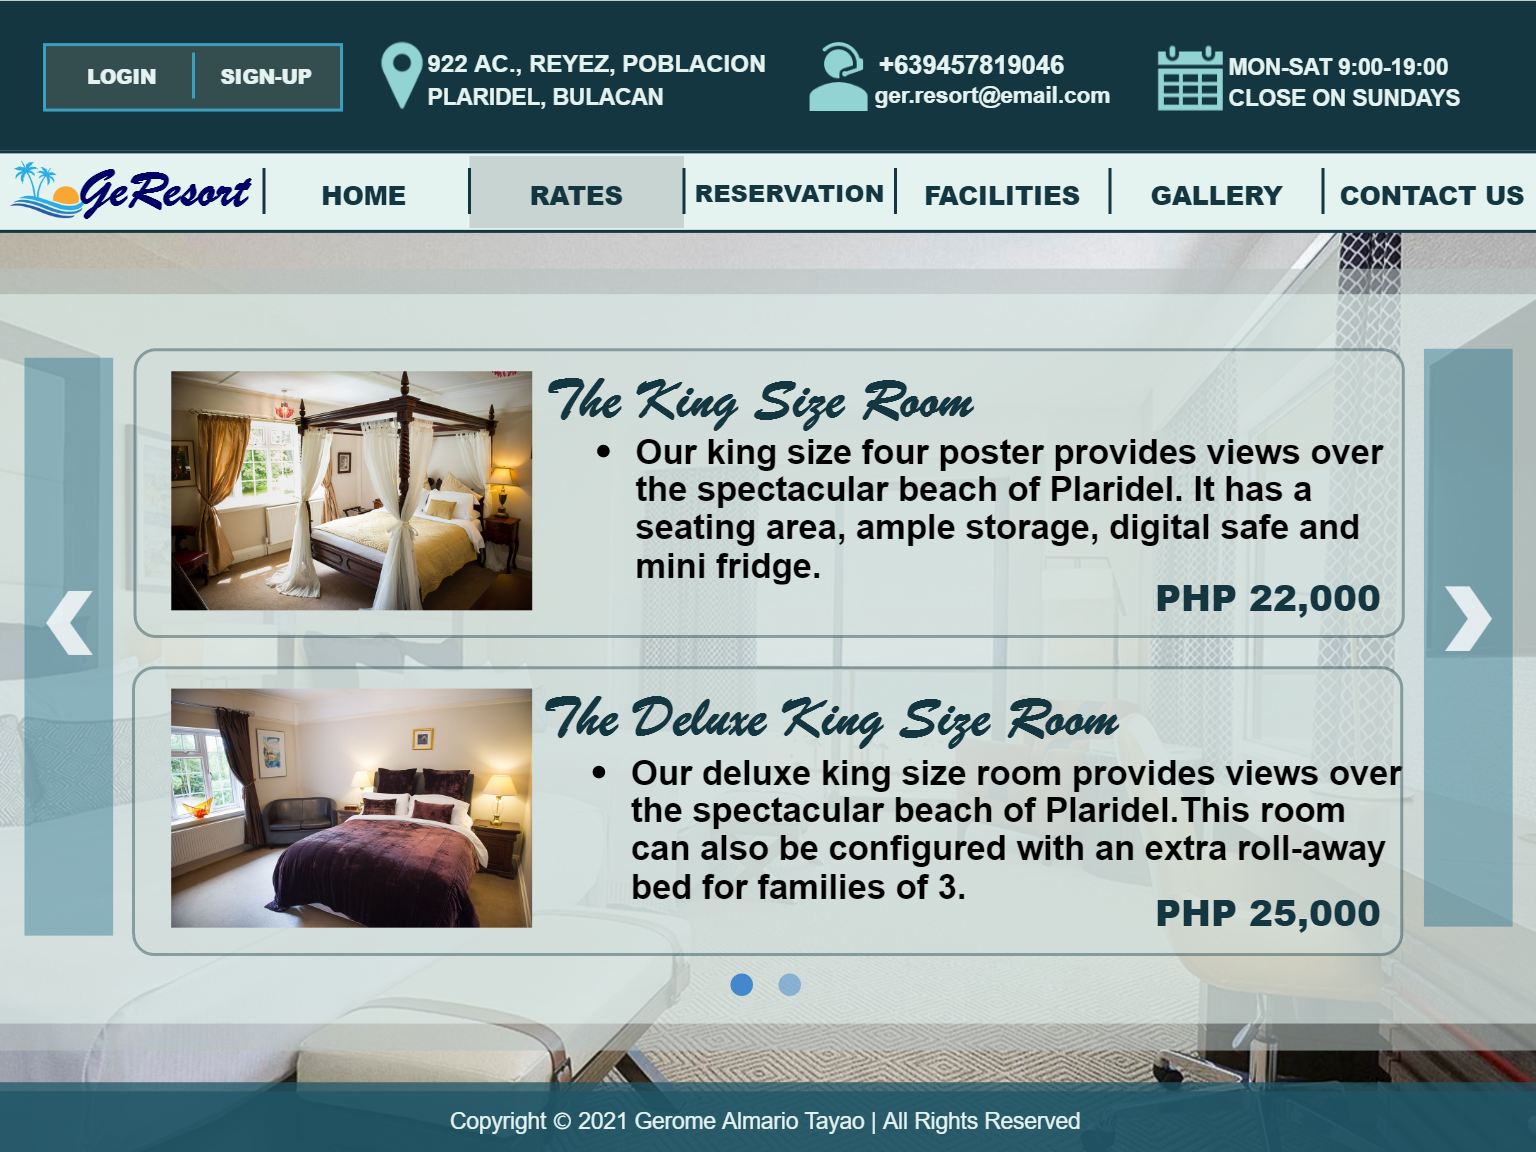 LOGIN
SIGN-UP
922 AC., REYEZ, POBLACION
PLARIDEL, BULACAN
+639457819046
ger.resort@email.com
MON-SAT 9:00-19:00
CLOSE ON SUNDAYS
GeResort
HOME
RATES
RESERVATION
FACILITIES
GALLERY
CONTACT US
The King Size Room
• Our king size four poster provides views over
the spectacular beach of Plaridel. It has a
seating area, ample storage, digital safe and
mini fridge.
PHP 22,000
The Deluxe King Size Room
• Our deluxe king size room provides views over
the spectacular beach of Plaridel.This room
can also be configured with an extra roll-away
bed for families of 3.
PHP 25,000
Copyright © 2021 Gerome Almario Tayao | All Rights Reserved